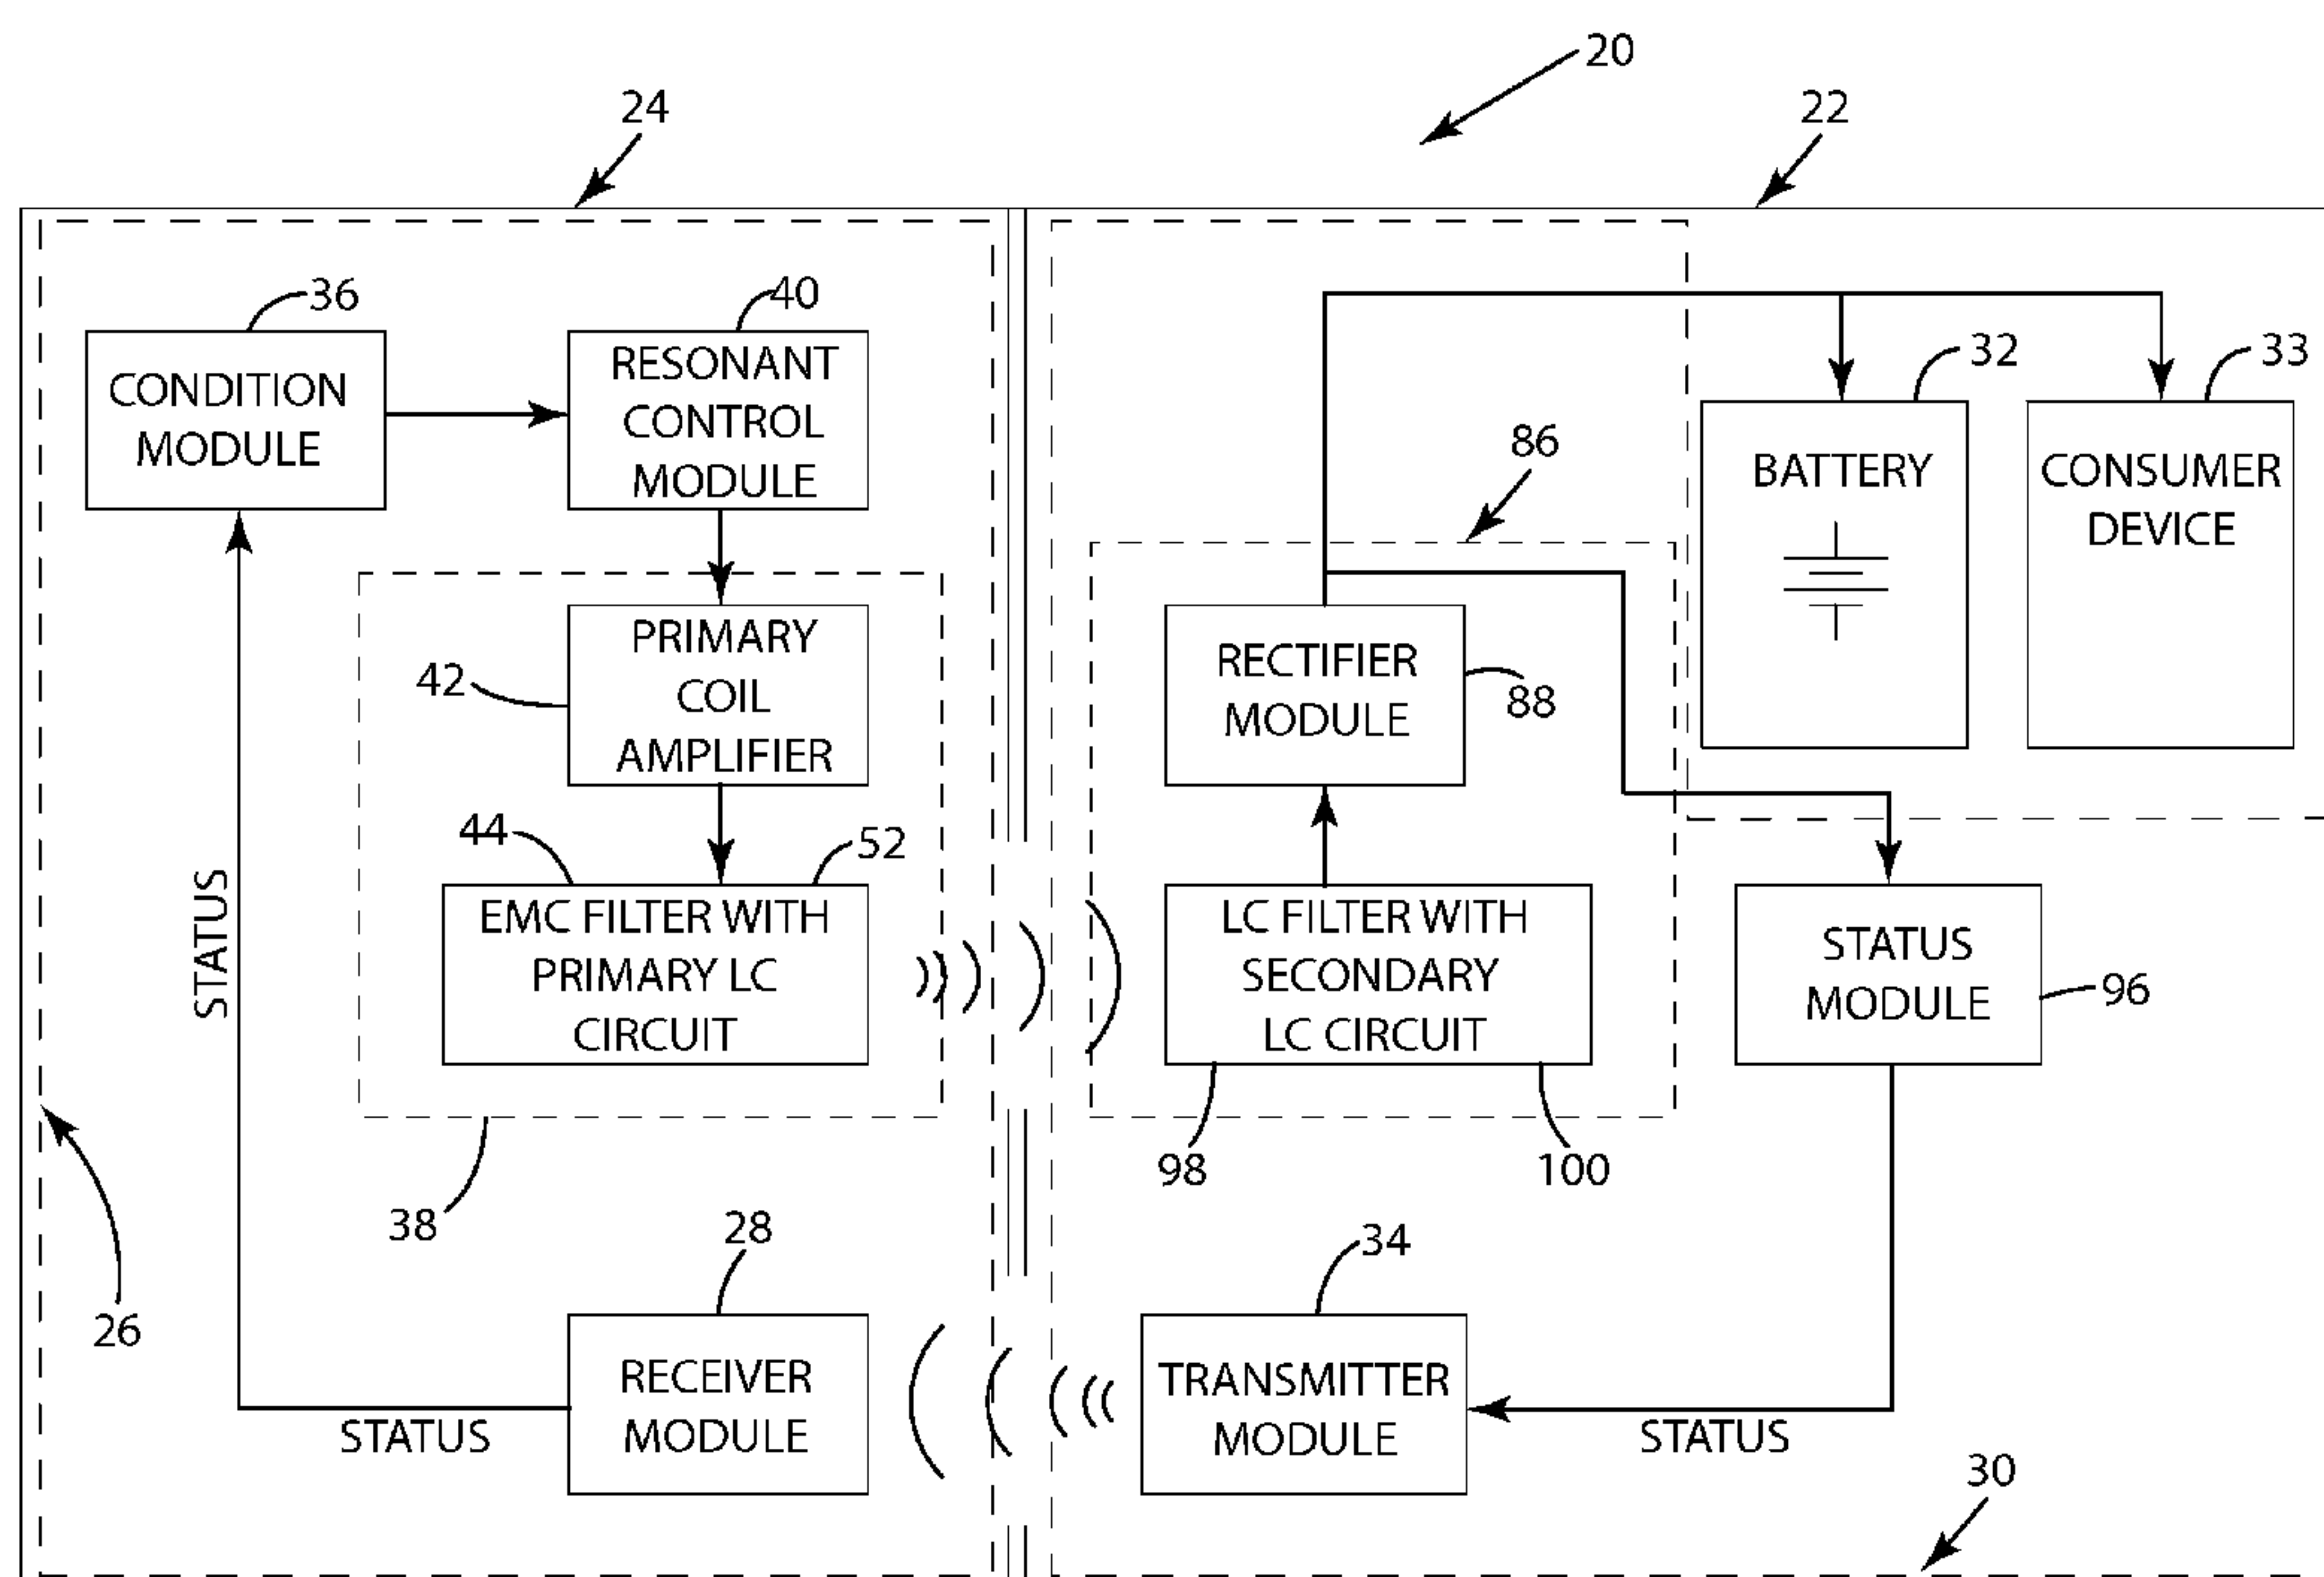 20
24
22
36
40
32
33
CONDITION
MODULE
RESONANT
CONTROL
MODULE
86
BATTERY
CONSUMER
DEVICE
PRIMARY
COIL
AMPLIFIER
42
RECTIFIER
MODULE
88
44
52
STATUS
EMC FILTER WITH
PRIMARY LC
CIRCUIT
LC FILTER WITH
SECONDARY
LC CIRCUIT
STATUS
MODULE
96
98
100
38
28
34
26
RECEIVER
MODULE
STATUS
TRANSMITTER
MODULE
STATUS
30